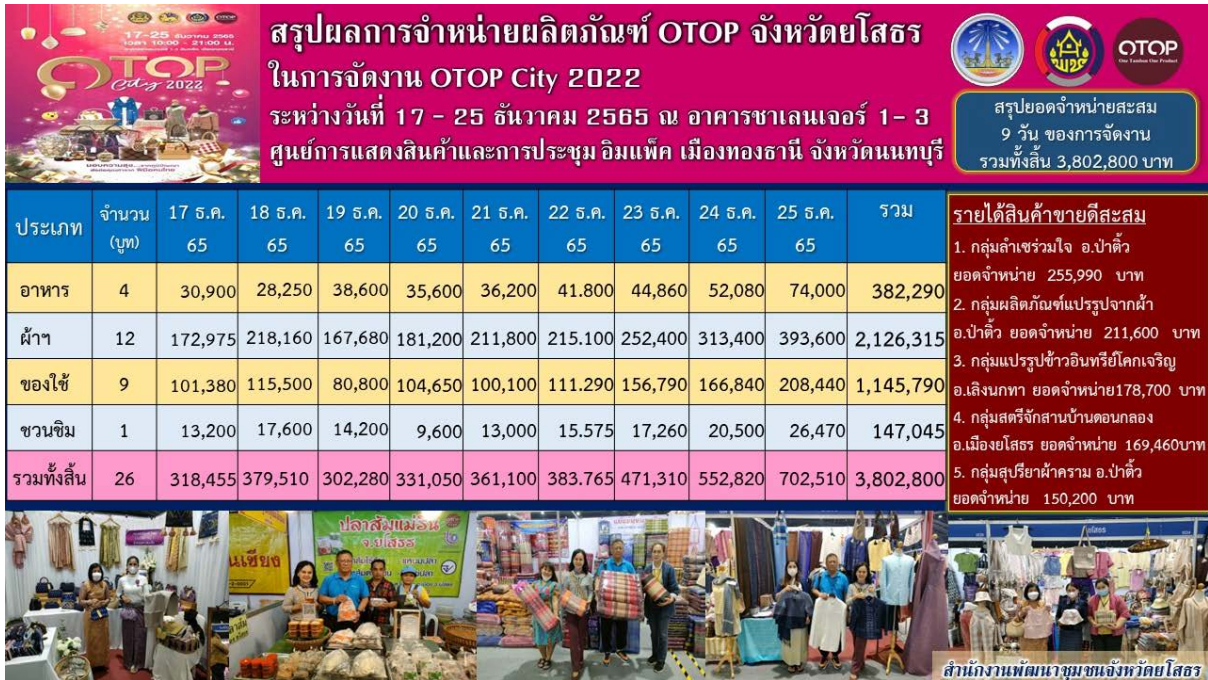 17-25 ธันวาคม 2565
เวลา 10:00 - 21:00 น.
OTOP
City 2022
สรุปผลการจำหน่ายผลิตภัณฑ์ OTOP จังหวัดยโสธร
ในการจัดงาน OTOP City 2022
ระหว่างวันที่ 17 - 25 ธันวาคม 2565 ณ อาคารชาเลนเจอร์ 1- 3
ศูนย์การแสดงสินค้าและการประชุม อิมแพ็ค เมืองทองธานี จังหวัดนนทบุรี
OTOP
One Tambon One Product
สรุปยอดจำหน่ายสะสม
9 วัน ของการจัดงาน
รวมทั้งสิ้น 3,802,800 บาท
ประเภท จำนวน (บูท) 17 ธ.ค. 65 18 ธ.ค. 65 19 ธ.ค. 65 20 ธ.ค. 65 21 ธ.ค. 65 22 ธ.ค. 65 23 ธ.ค. 65 24 ธ.ค. 65 25 ธ.ค. 65 รวม
อาหาร 4 30,900 28,250 38,600 35,600 36,200 41.800 44,860 52,080 74,000 382,290
ผ้าฯ 12 172,975 218,160 167,680 181,200 211,800 215.100 252,400 313,400 393,600 2,126,315
ของใช้ 9 101,380 115,500 80,800 104,650 100,100 111.290 156,790 166,840 208,440 1,145,790
ชวนชิม 1 13,200 17,600 14,200 9,600 13,000 15.575 17,260 20,500 26,470 147,045
รวมทั้งสิ้น 26 318,455 379,510 302,280 331,050 361,100 383.765 471,310 552,820 702,510 3,802,800
รายได้สินค้าขายดีสะสม
1. กลุ่มลำเซร่วมใจ อ.ป่าติ้ว
ยอดจำหน่าย 255,990 บาท
2. กลุ่มผลิตภัณฑ์แปรรูปจากผ้า
อ.ป่าติ้ว ยอดจำหน่าย 211,600 บาท
3. กลุ่มแปรรูปข้าวอินทรีย์โคกเจริญ
อ.เลิงนกทา ยอดจำหน่าย178,700 บาท
4. กลุ่มสตรีจักสานบ้านดอนกลอง
อ.เมืองยโสธร ยอดจำหน่าย 169,460บาท
5. กลุ่มสุปรียาผ้าคราม อ.ป่าติ้ว
ยอดจำหน่าย 150,200 บาท
ปลาส้มแม่อ้น
จ.ยโสธร
สำนักงานพัฒนาชุมชนจังหวัดยโสธร